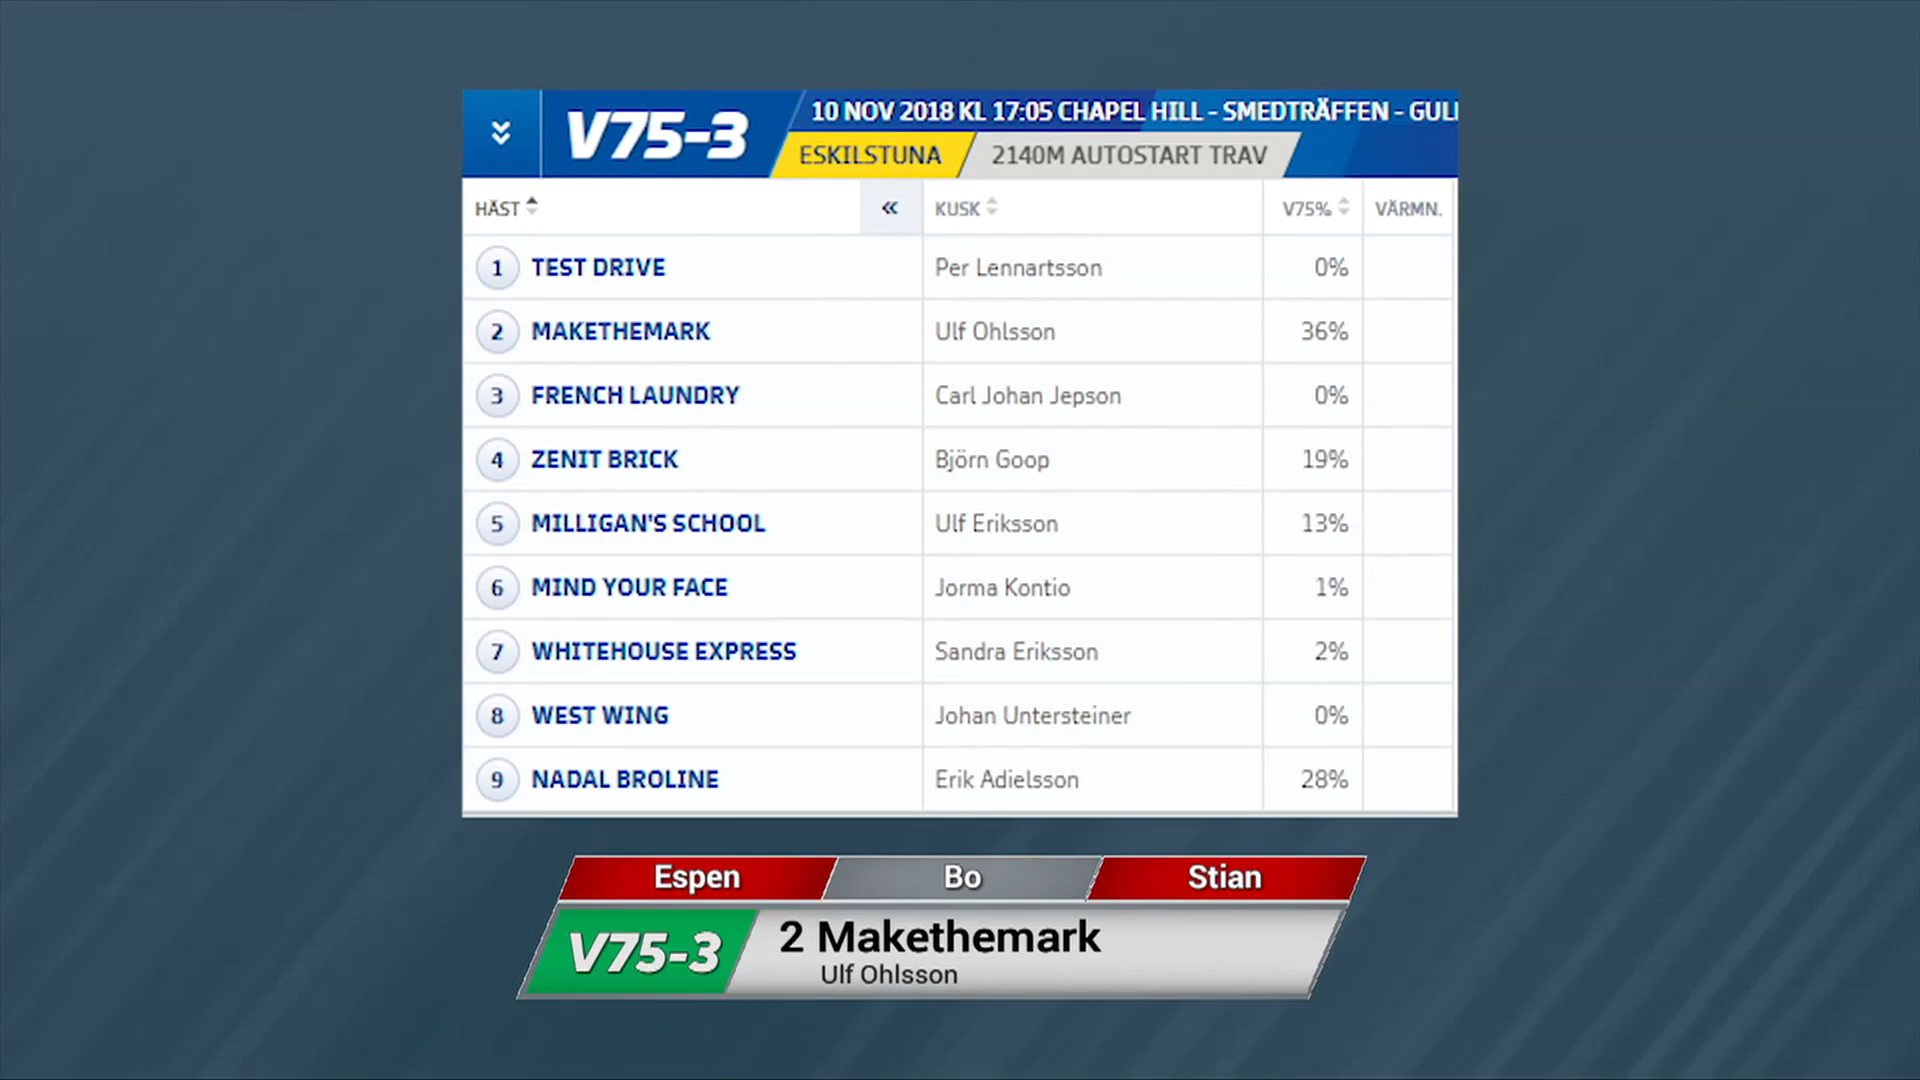 V75-3
10 NOV 2018 KL 17:05 CHAPEL HILL - SMEDTRÄFFEN - GUL
ESKILSTUNA 2140M AUTOSTART TRAV
HÄST « KUSK V75% VÄRMN.
1 TEST DRIVE Per Lennartsson 0%
2 MAKETHEMARK Ulf Ohlsson 36%
3 FRENCH LAUNDRY Carl Johan Jepson 0%
4 ZENIT BRICK Björn Goop 19%
5 MILLIGAN'S SCHOOL Ulf Eriksson 13%
6 MIND YOUR FACE Jorma Kontio 1%
7 WHITEHOUSE EXPRESS Sandra Eriksson 2%
8 WEST WING Johan Untersteiner 0%
9 NADAL BROLINE Erik Adielsson 28%
Espen Bo Stian
V75-3 2 Makethemark
Ulf Ohlsson